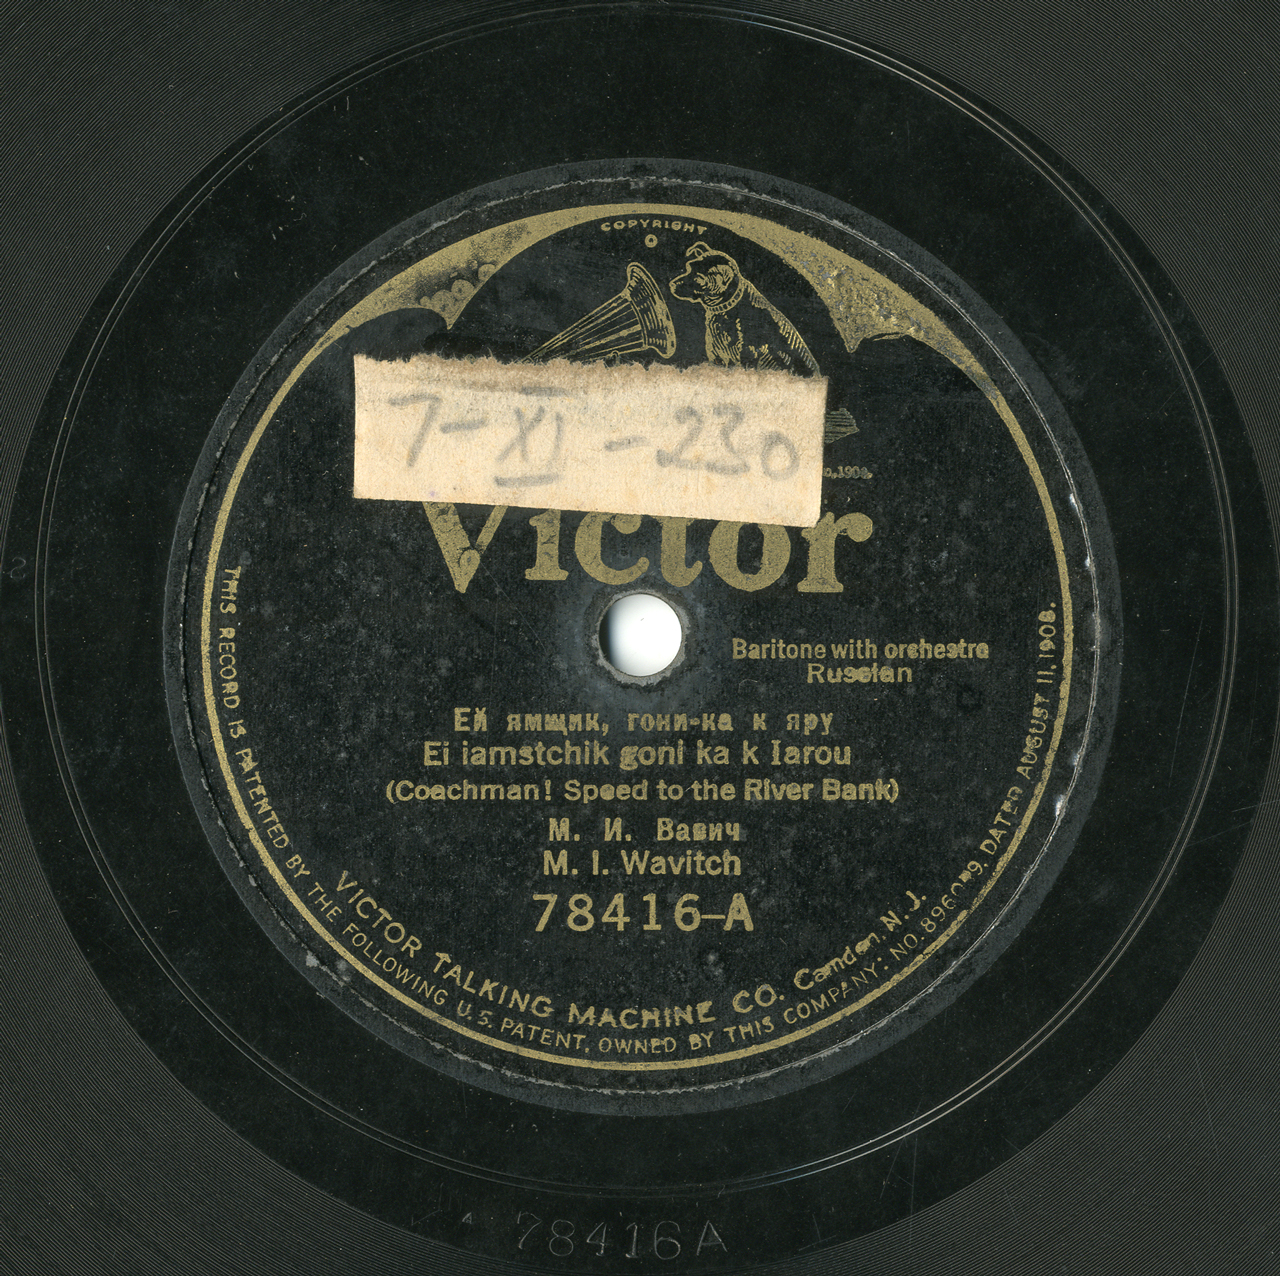 COPYRIGHT
7-XI-230
Victor
Baritone with orchestra
Russian
Ей ямщик, гони-ка к яру
Ei iamstchik goni ka k Iarou
(Coachman! Speed to the River Bank)
М. И. Вавич
M. I. Wavitch
78416-A
VICTOR TALKING MACHINE CO. Camden, N. J.
THIS RECORD IS PATENTED BY THE FOLLOWING U.S. PATENT, OWNED BY THIS COMPANY: NO. 896059, DATED AUGUST 11, 1908.
78416A